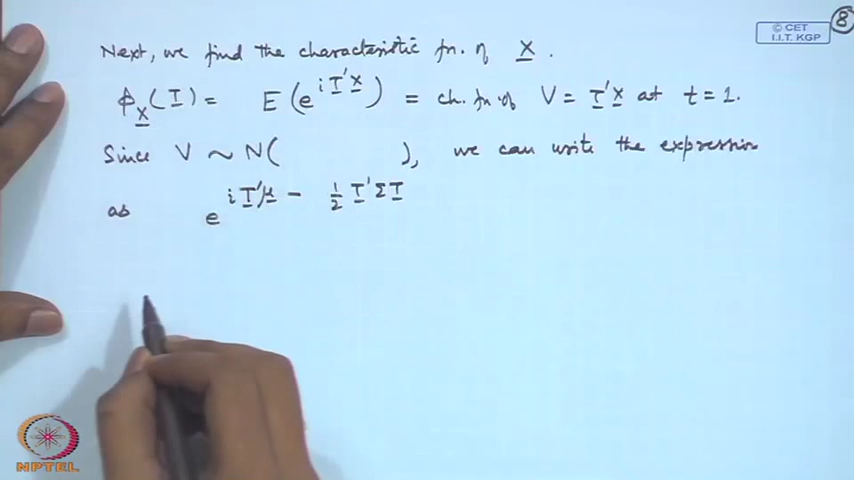 8
© CET
I.I.T. KGP
Next, we find the characteristic fn. of X.
ϕ_X(T) = E(e^{iT'X}) = ch. fn. of V = T'X at t=1.
Since V ~ N( ), we can write the expression
as e^{iT'μ - 1/2 T'ΣT}
NPTEL